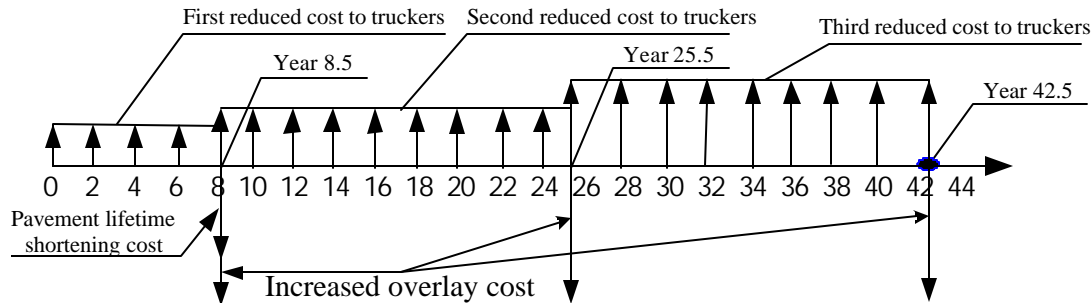 First reduced cost to truckers
Second reduced cost to truckers
Third reduced cost to truckers
Year 8.5
Year 25.5
Year 42.5
0 2 4 6 8 10 12 14 16 18 20 22 24 26 28 30 32 34 36 38 40 42 44
Pavement lifetime
shortening cost
Increased overlay cost